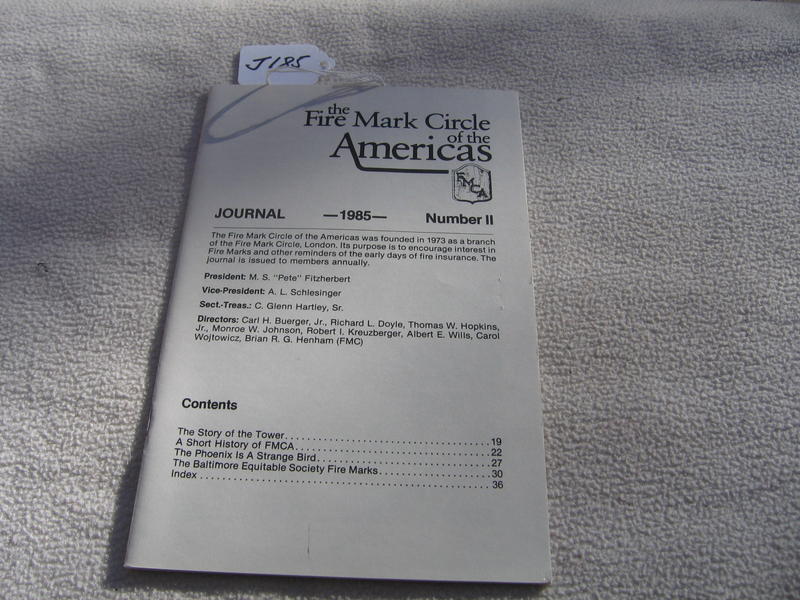 J185
the
Fire Mark Circle
of the
Americas
FMCA
JOURNAL —1985— Number II
The Fire Mark Circle of the Americas was founded in 1973 as a branch
of the Fire Mark Circle, London. Its purpose is to encourage interest in
Fire Marks and other reminders of the early days of fire insurance. The
journal is issued to members annually.
President: M. S. "Pete" Fitzherbert
Vice-President: A. L. Schlesinger
Sect.-Treas.: C. Glenn Hartley, Sr.
Directors: Carl H. Buerger, Jr., Richard L. Doyle, Thomas W. Hopkins,
Jr., Monroe W. Johnson, Robert I. Kreuzberger, Albert E. Wills, Carol
Wojtowicz, Brian R. G. Henham (FMC)
Contents
The Story of the Tower 19
A Short History of FMCA 22
The Phoenix Is A Strange Bird 27
The Baltimore Equitable Society Fire Marks 30
Index 36